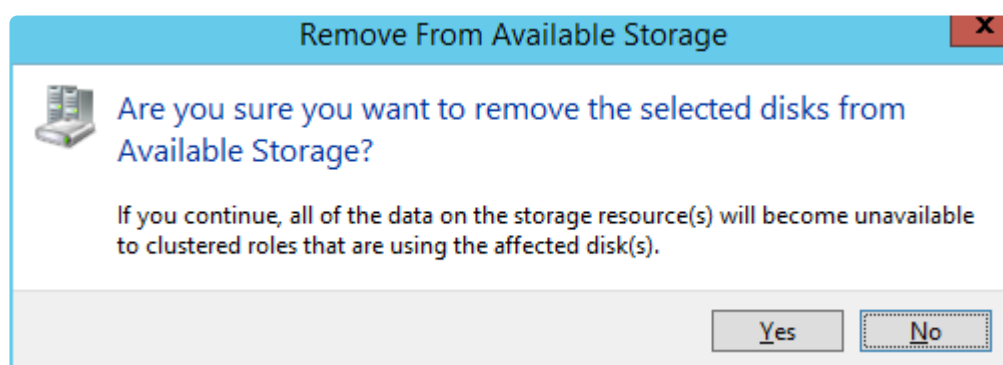 Remove From Available Storage
x
Are you sure you want to remove the selected disks from
Available Storage?
If you continue, all of the data on the storage resource(s) will become unavailable
to clustered roles that are using the affected disk(s).
Yes No